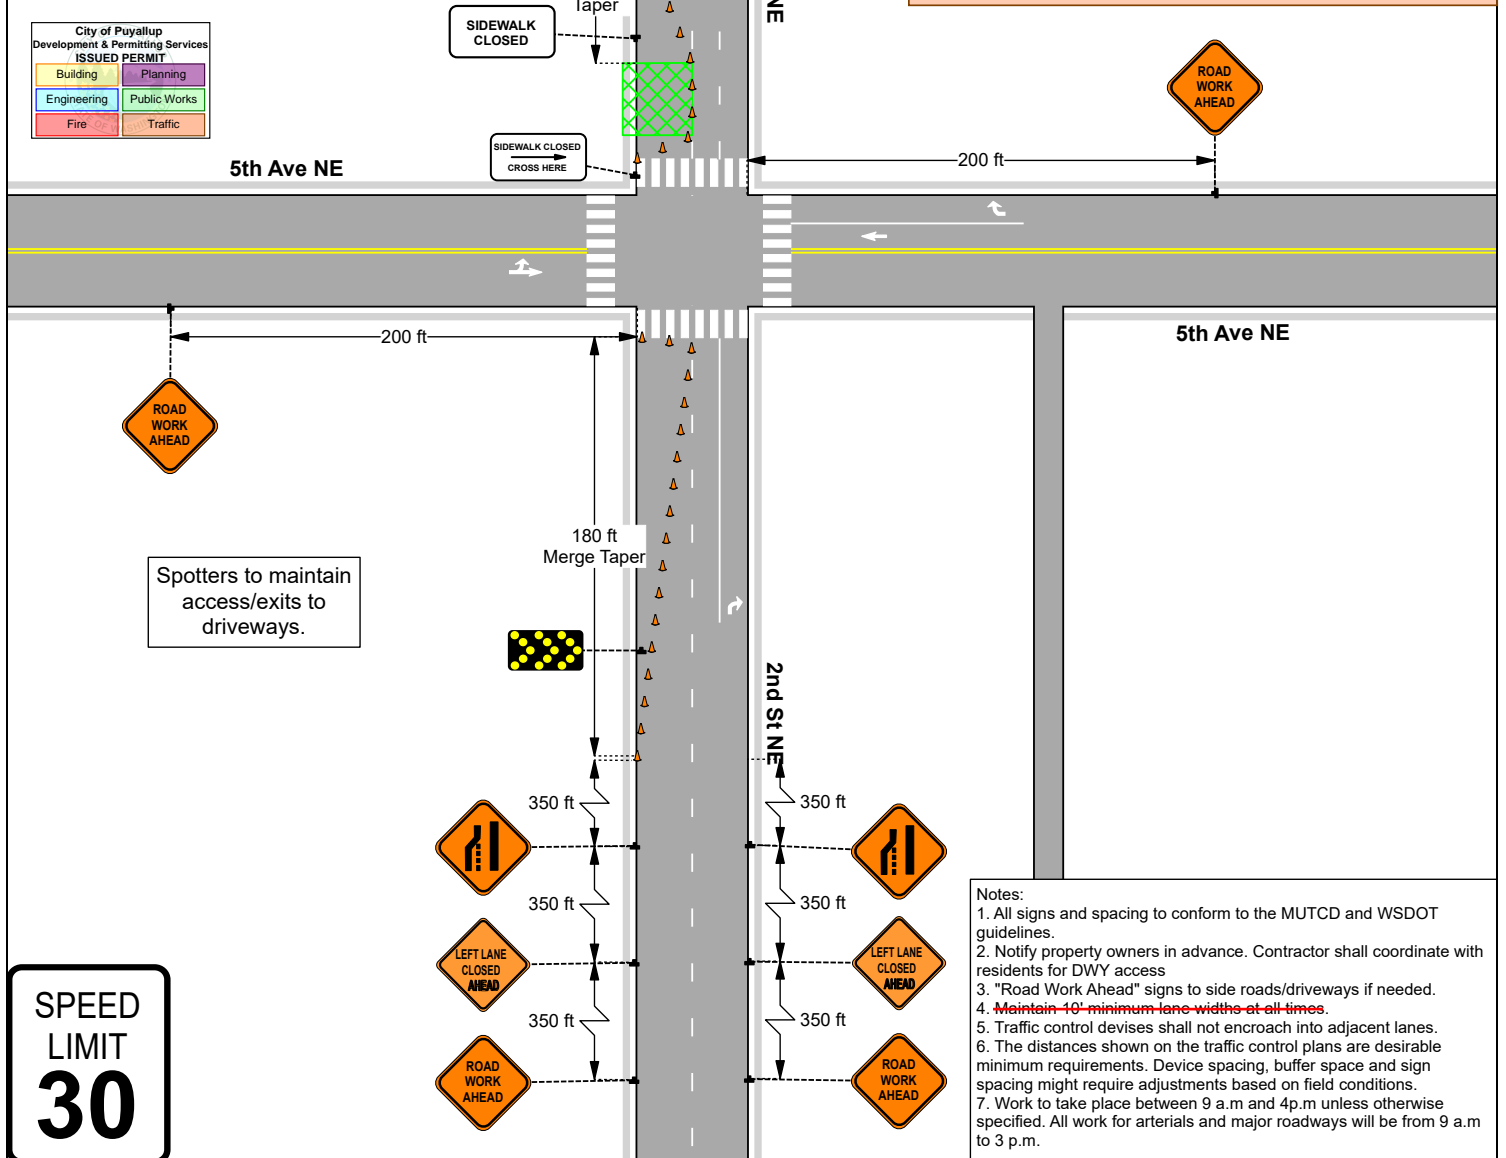 Taper
NE
SIDEWALK
CLOSED
City of Puyallup
Development & Permitting Services
ISSUED PERMIT
Building
Planning
Engineering
Public Works
Fire
Traffic
ROAD
WORK
AHEAD
SIDEWALK CLOSED
CROSS HERE
200 ft
5th Ave NE
200 ft
5th Ave NE
ROAD
WORK
AHEAD
180 ft
Merge Taper
Spotters to maintain
access/exits to
driveways.
2nd St NE
350 ft
350 ft
350 ft
350 ft
LEFT LANE
CLOSED
AHEAD
LEFT LANE
CLOSED
AHEAD
350 ft
350 ft
ROAD
WORK
AHEAD
ROAD
WORK
AHEAD
SPEED
LIMIT
30
Notes:
1. All signs and spacing to conform to the MUTCD and WSDOT
guidelines.
2. Notify property owners in advance. Contractor shall coordinate with
residents for DWY access
3. "Road Work Ahead" signs to side roads/driveways if needed.
4. Maintain 10' minimum lane widths at all times.
5. Traffic control devises shall not encroach into adjacent lanes.
6. The distances shown on the traffic control plans are desirable
minimum requirements. Device spacing, buffer space and sign
spacing might require adjustments based on field conditions.
7. Work to take place between 9 a.m and 4p.m unless otherwise
specified. All work for arterials and major roadways will be from 9 a.m
to 3 p.m.